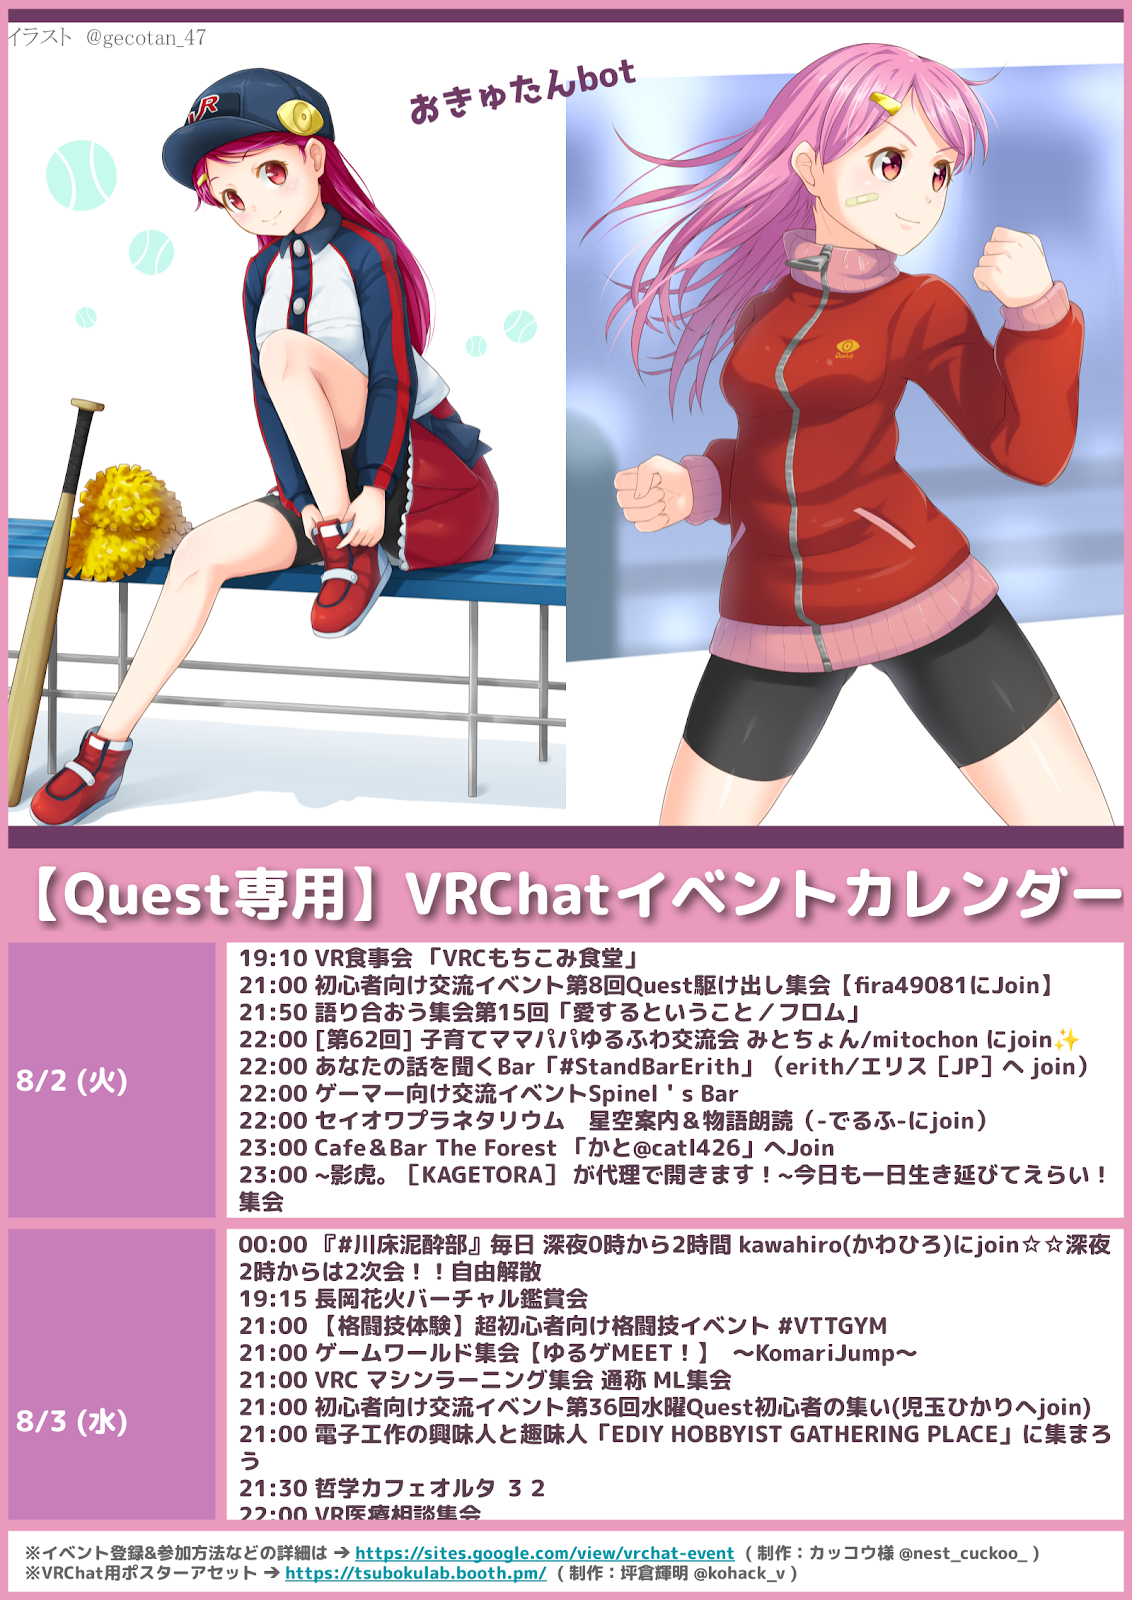 イラスト @gecotan_47
おきゅたんbot
VR
Quest
【Quest専用】VRChatイベントカレンダー
8/2 (火)
19:10 VR食事会 「VRCもちこみ食堂」
21:00 初心者向け交流イベント第8回Quest駆け出し集会【fira49081にJoin】
21:50 語り合おう集会第15回「愛するということ／フロム」
22:00 [第62回] 子育てママパパゆるふわ交流会 みとちょん/mitochon にjoin✨
22:00 あなたの話を聞くBar「#StandBarErith」（erith/エリス［JP］へ join）
22:00 ゲーマー向け交流イベントSpinel＇s Bar
22:00 セイオワプラネタリウム　星空案内＆物語朗読（-でるふ-にjoin）
23:00 Cafe＆Bar The Forest 「かと@catl426」へJoin
23:00 ~影虎。［KAGETORA］ が代理で開きます！~今日も一日生き延びてえらい！
集会
8/3 (水)
00:00 『#川床泥酔部』毎日 深夜0時から2時間 kawahiro(かわひろ)にjoin☆☆深夜
2時からは2次会！！自由解散
19:15 長岡花火バーチャル鑑賞会
21:00 【格闘技体験】超初心者向け格闘技イベント #VTTGYM
21:00 ゲームワールド集会【ゆるゲMEET！】 〜KomariJump〜
21:00 VRC マシンラーニング集会 通称 ML集会
21:00 初心者向け交流イベント第36回水曜Quest初心者の集い(児玉ひかりへjoin)
21:00 電子工作の興味人と趣味人「EDIY HOBBYIST GATHERING PLACE」に集まろ
う
21:30 哲学カフェオルタ ３２
22:00 VR医療相談集会
※イベント登録&参加方法などの詳細は ➔ https://sites.google.com/view/vrchat-event ( 制作：カッコウ様 @nest_cuckoo_ )
※VRChat用ポスターアセット ➔ https://tsubokulab.booth.pm/ ( 制作：坪倉輝明 @kohack_v )